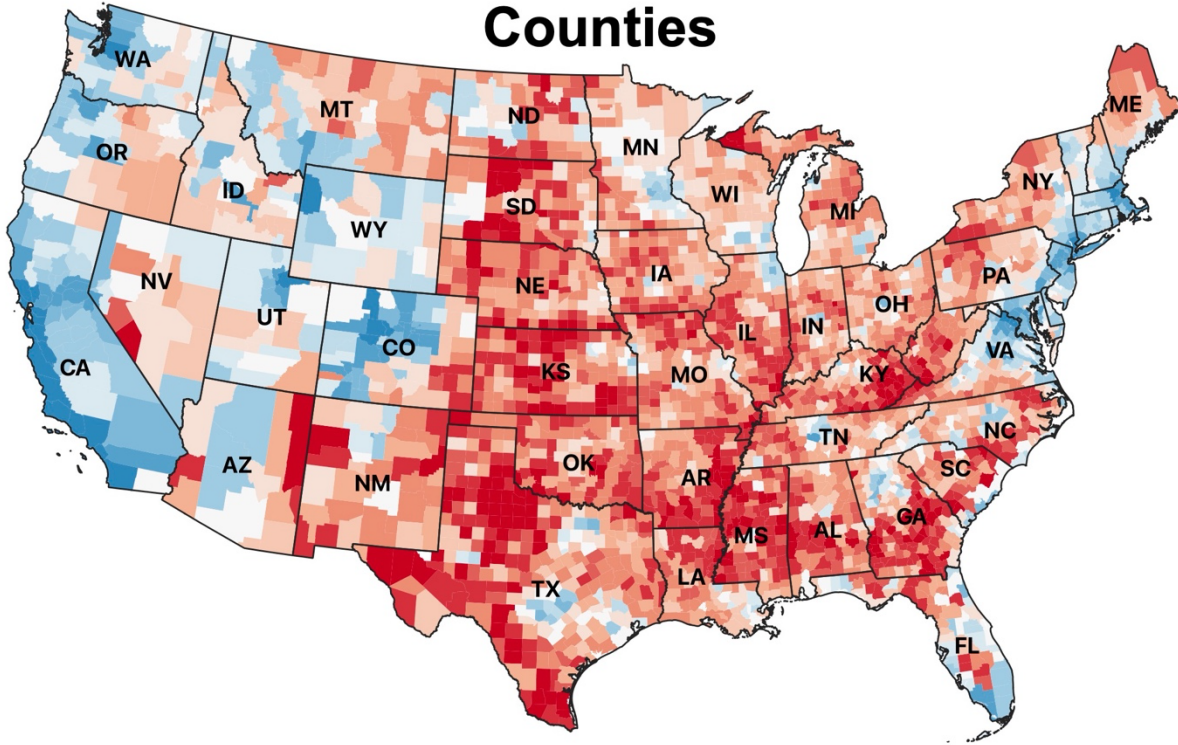 Counties
WA
MT
ND
MN
ME
OR
ID
SD
WI
MI
NY
WY
NV
NE
IA
PA
UT
CO
IL
IN
OH
VA
CA
KS
MO
KY
AZ
NM
OK
AR
TN
NC
SC
MS
AL
GA
TX
LA
FL